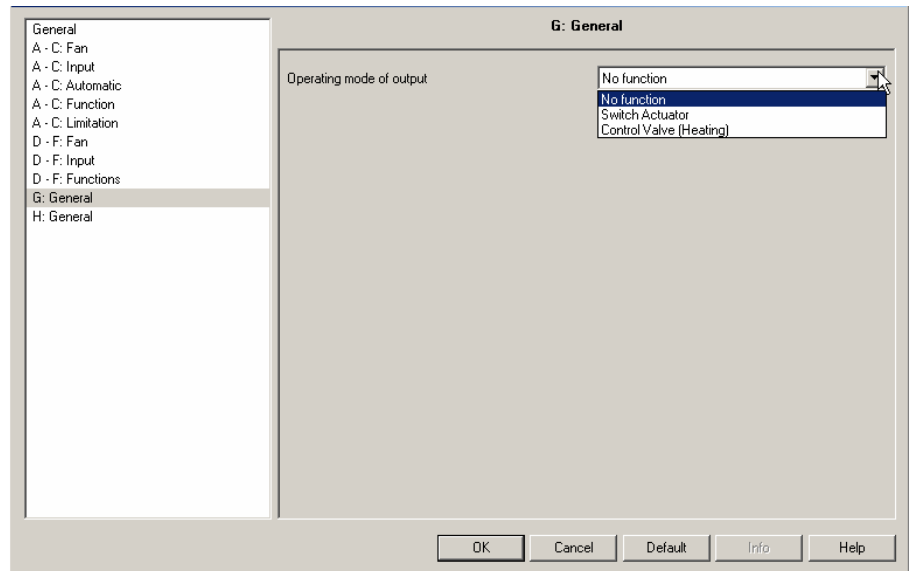 General
A - C: Fan
A - C: Input
A - C: Automatic
A - C: Function
A - C: Limitation
D - F: Fan
D - F: Input
D - F: Functions
G: General
H: General
G: General
Operating mode of output
No function
No function
Switch Actuator
Control Valve (Heating)
OK
Cancel
Default
Info
Help